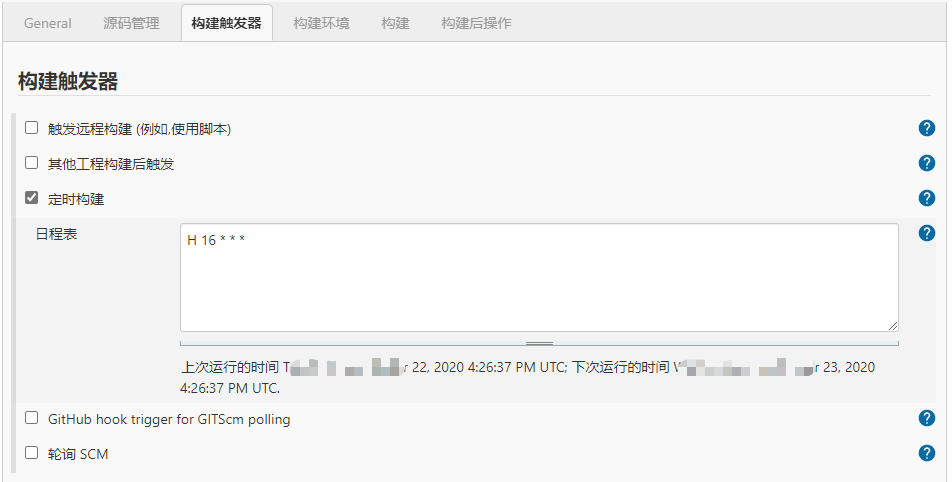 General 源码管理 构建触发器 构建环境 构建 构建后操作
构建触发器
触发远程构建 (例如,使用脚本)
其他工程构建后触发
定时构建
日程表
H 16 * * *
上次运行的时间 T r 22, 2020 4:26:37 PM UTC; 下次运行的时间 W r 23, 2020
4:26:37 PM UTC.
GitHub hook trigger for GITScm polling
轮询 SCM